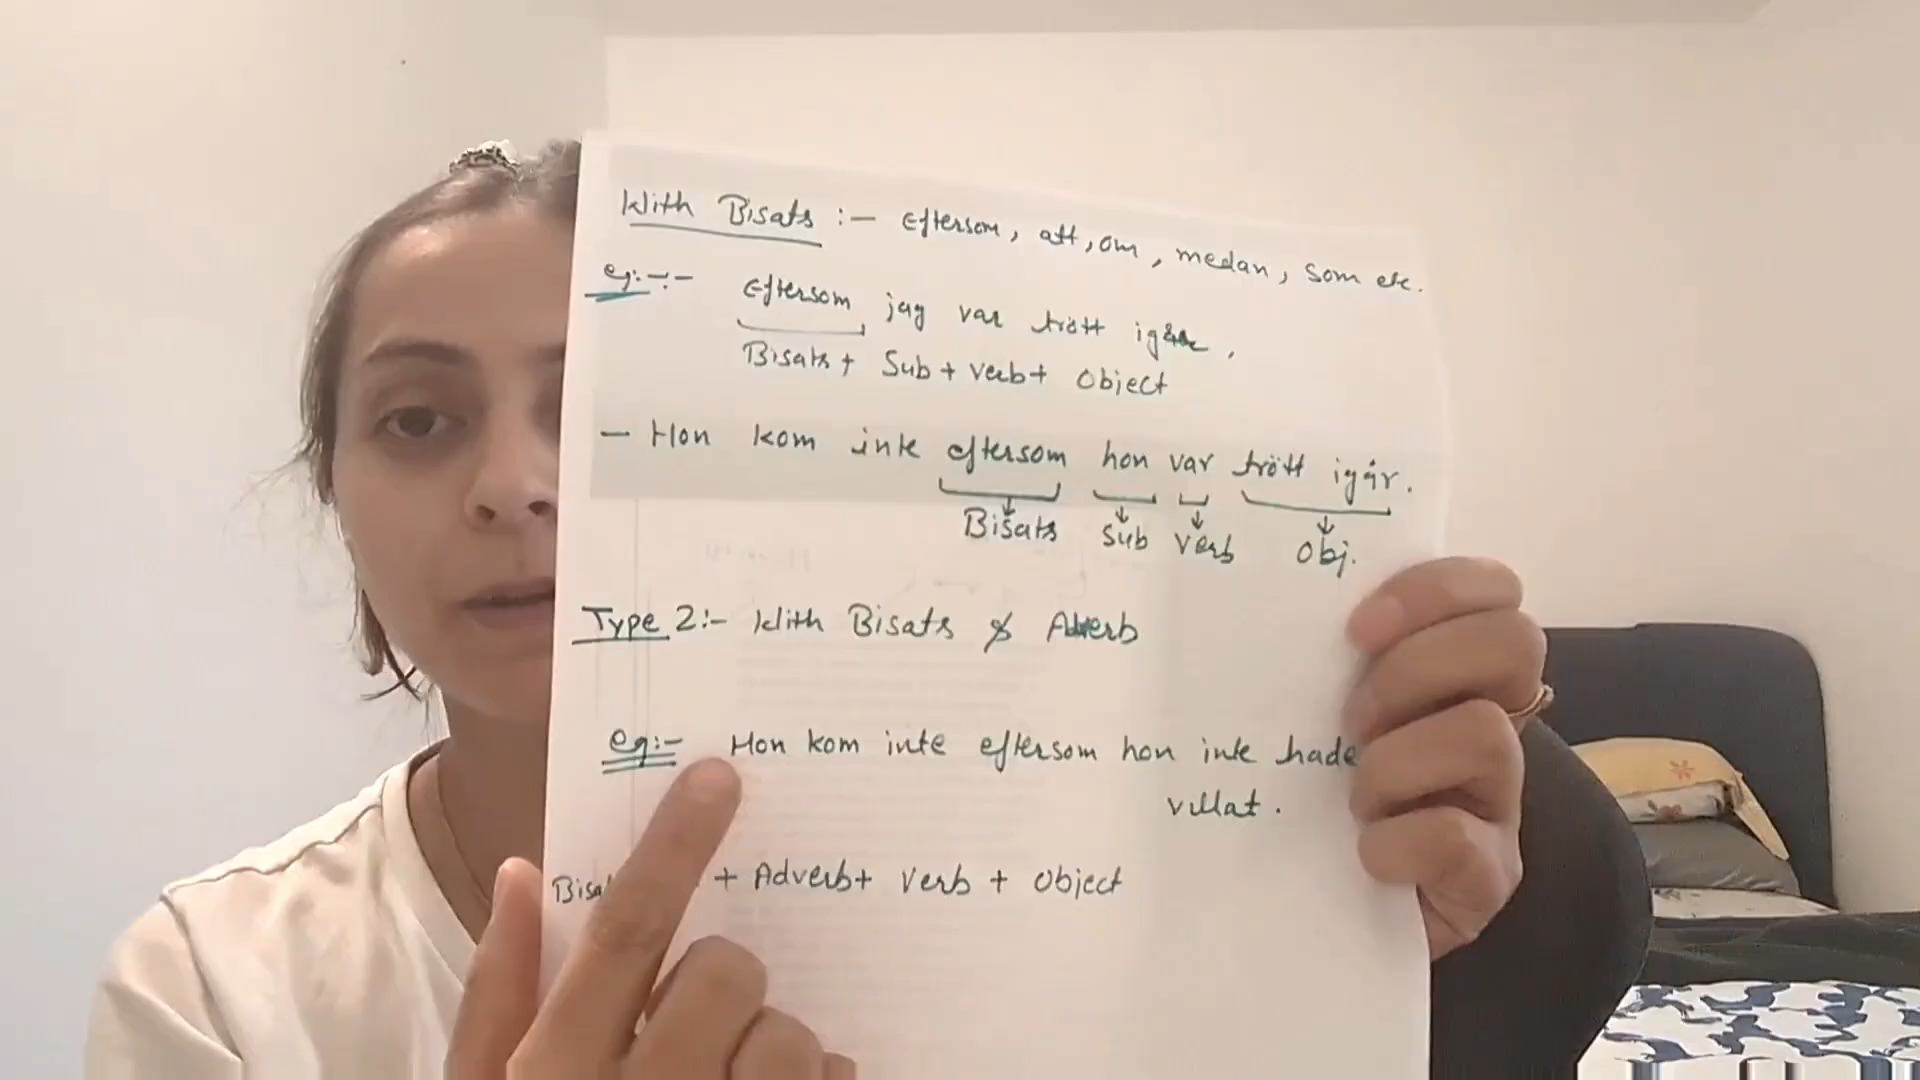 With Bisats :- Eftersom, att, om, medan, som etc.
eg:-- Eftersom jag var trött igår,
Bisats + Sub + Verb + Object
- Hon kom inte eftersom hon var trött igår.
Bisats Sub Verb Obj.
Type 2:- With Bisats & Adverb
eg:- Hon kom inte eftersom hon inte hade
velat.
+ Adverb + Verb + Object